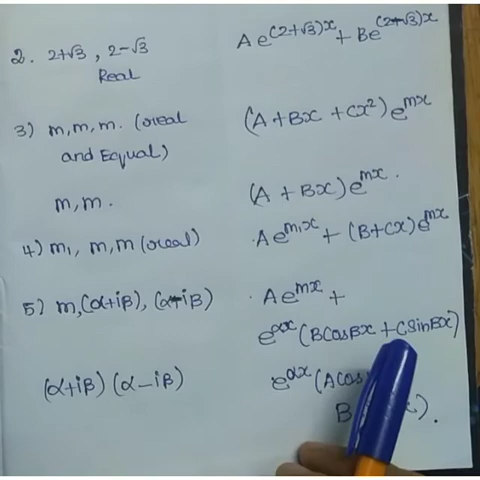 2. 2+√3, 2-√3 Ae^(2+√3)x + Be^(2-√3)x
Real
3) m,m,m. (real (A+Bx+Cx²)e^mx
and Equal)
m,m. (A+Bx)e^mx.
4) m₁, m,m (real) Ae^m₁x + (B+Cx)e^mx
5) m,(α+iβ), (α-iβ) Ae^mx +
e^αx (BcosBx + CsinBx)
(α+iβ) (α-iβ) e^αx (Acos
B ).